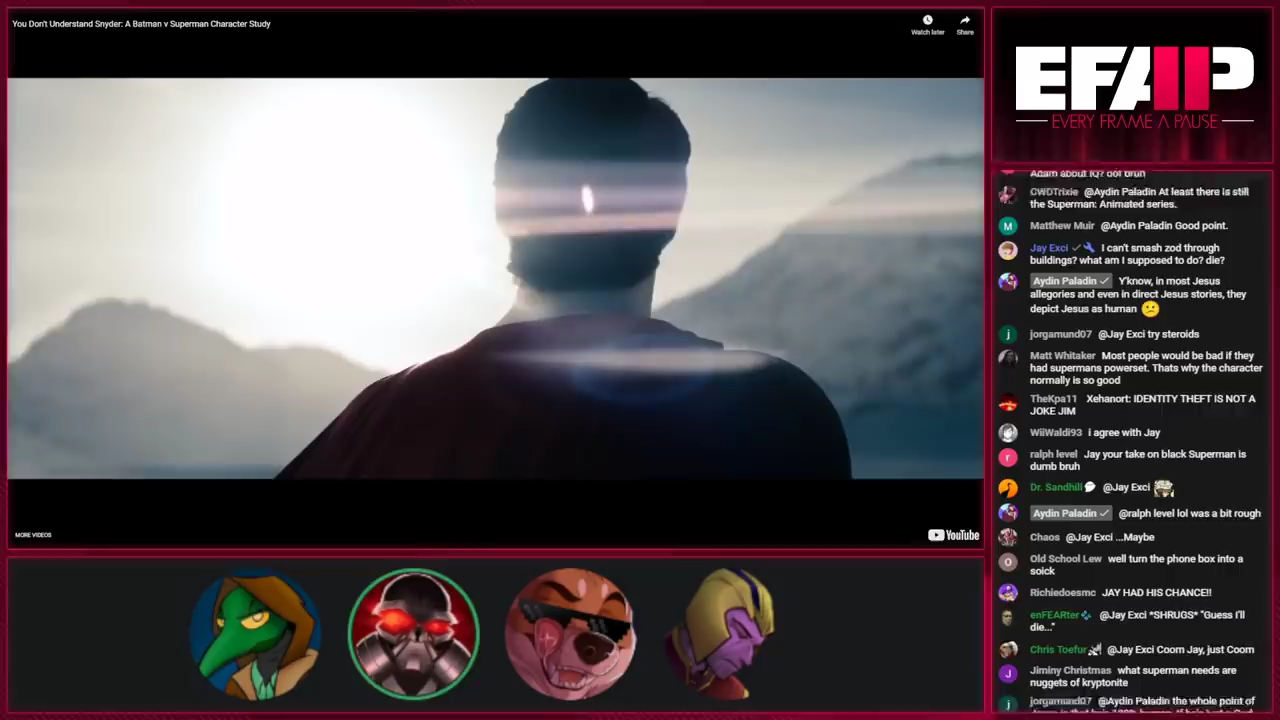 You Don't Understand Snyder: A Batman v Superman Character Study
Watch later
Share
MORE VIDEOS
YouTube
EFAP
EVERY FRAME A PAUSE
Adam about IQ? oof bruh
CWDTrixie @Aydin Paladin At least there is still
the Superman: Animated series.
Matthew Muir @Aydin Paladin Good point.
Jay Exci I can't smash zod through
buildings? what am I supposed to do? die?
Aydin Paladin Y'know, in most Jesus
allegories and even in direct Jesus stories, they
depict Jesus as human
jorgamund07 @Jay Exci try steroids
Matt Whitaker Most people would be bad if they
had supermans powerset. Thats why the character
normally is so good
TheKpa11 Xehanort: IDENTITY THEFT IS NOT A
JOKE JIM
WiiWaldi93 i agree with Jay
ralph level Jay your take on black Superman is
dumb bruh
Dr. Sandhill @Jay Exci
Aydin Paladin @ralph level lol was a bit rough
Chaos @Jay Exci ...Maybe
Old School Lew well turn the phone box into a
soick
Richiedoesmc JAY HAD HIS CHANCE!!
enFEARter @Jay Exci *SHRUGS* "Guess I'll
die..."
Chris Toefur @Jay Exci Coom Jay, just Coom
Jiminy Christmas what superman needs are
nuggets of kryptonite
jorgamund07 @Aydin Paladin the whole point of